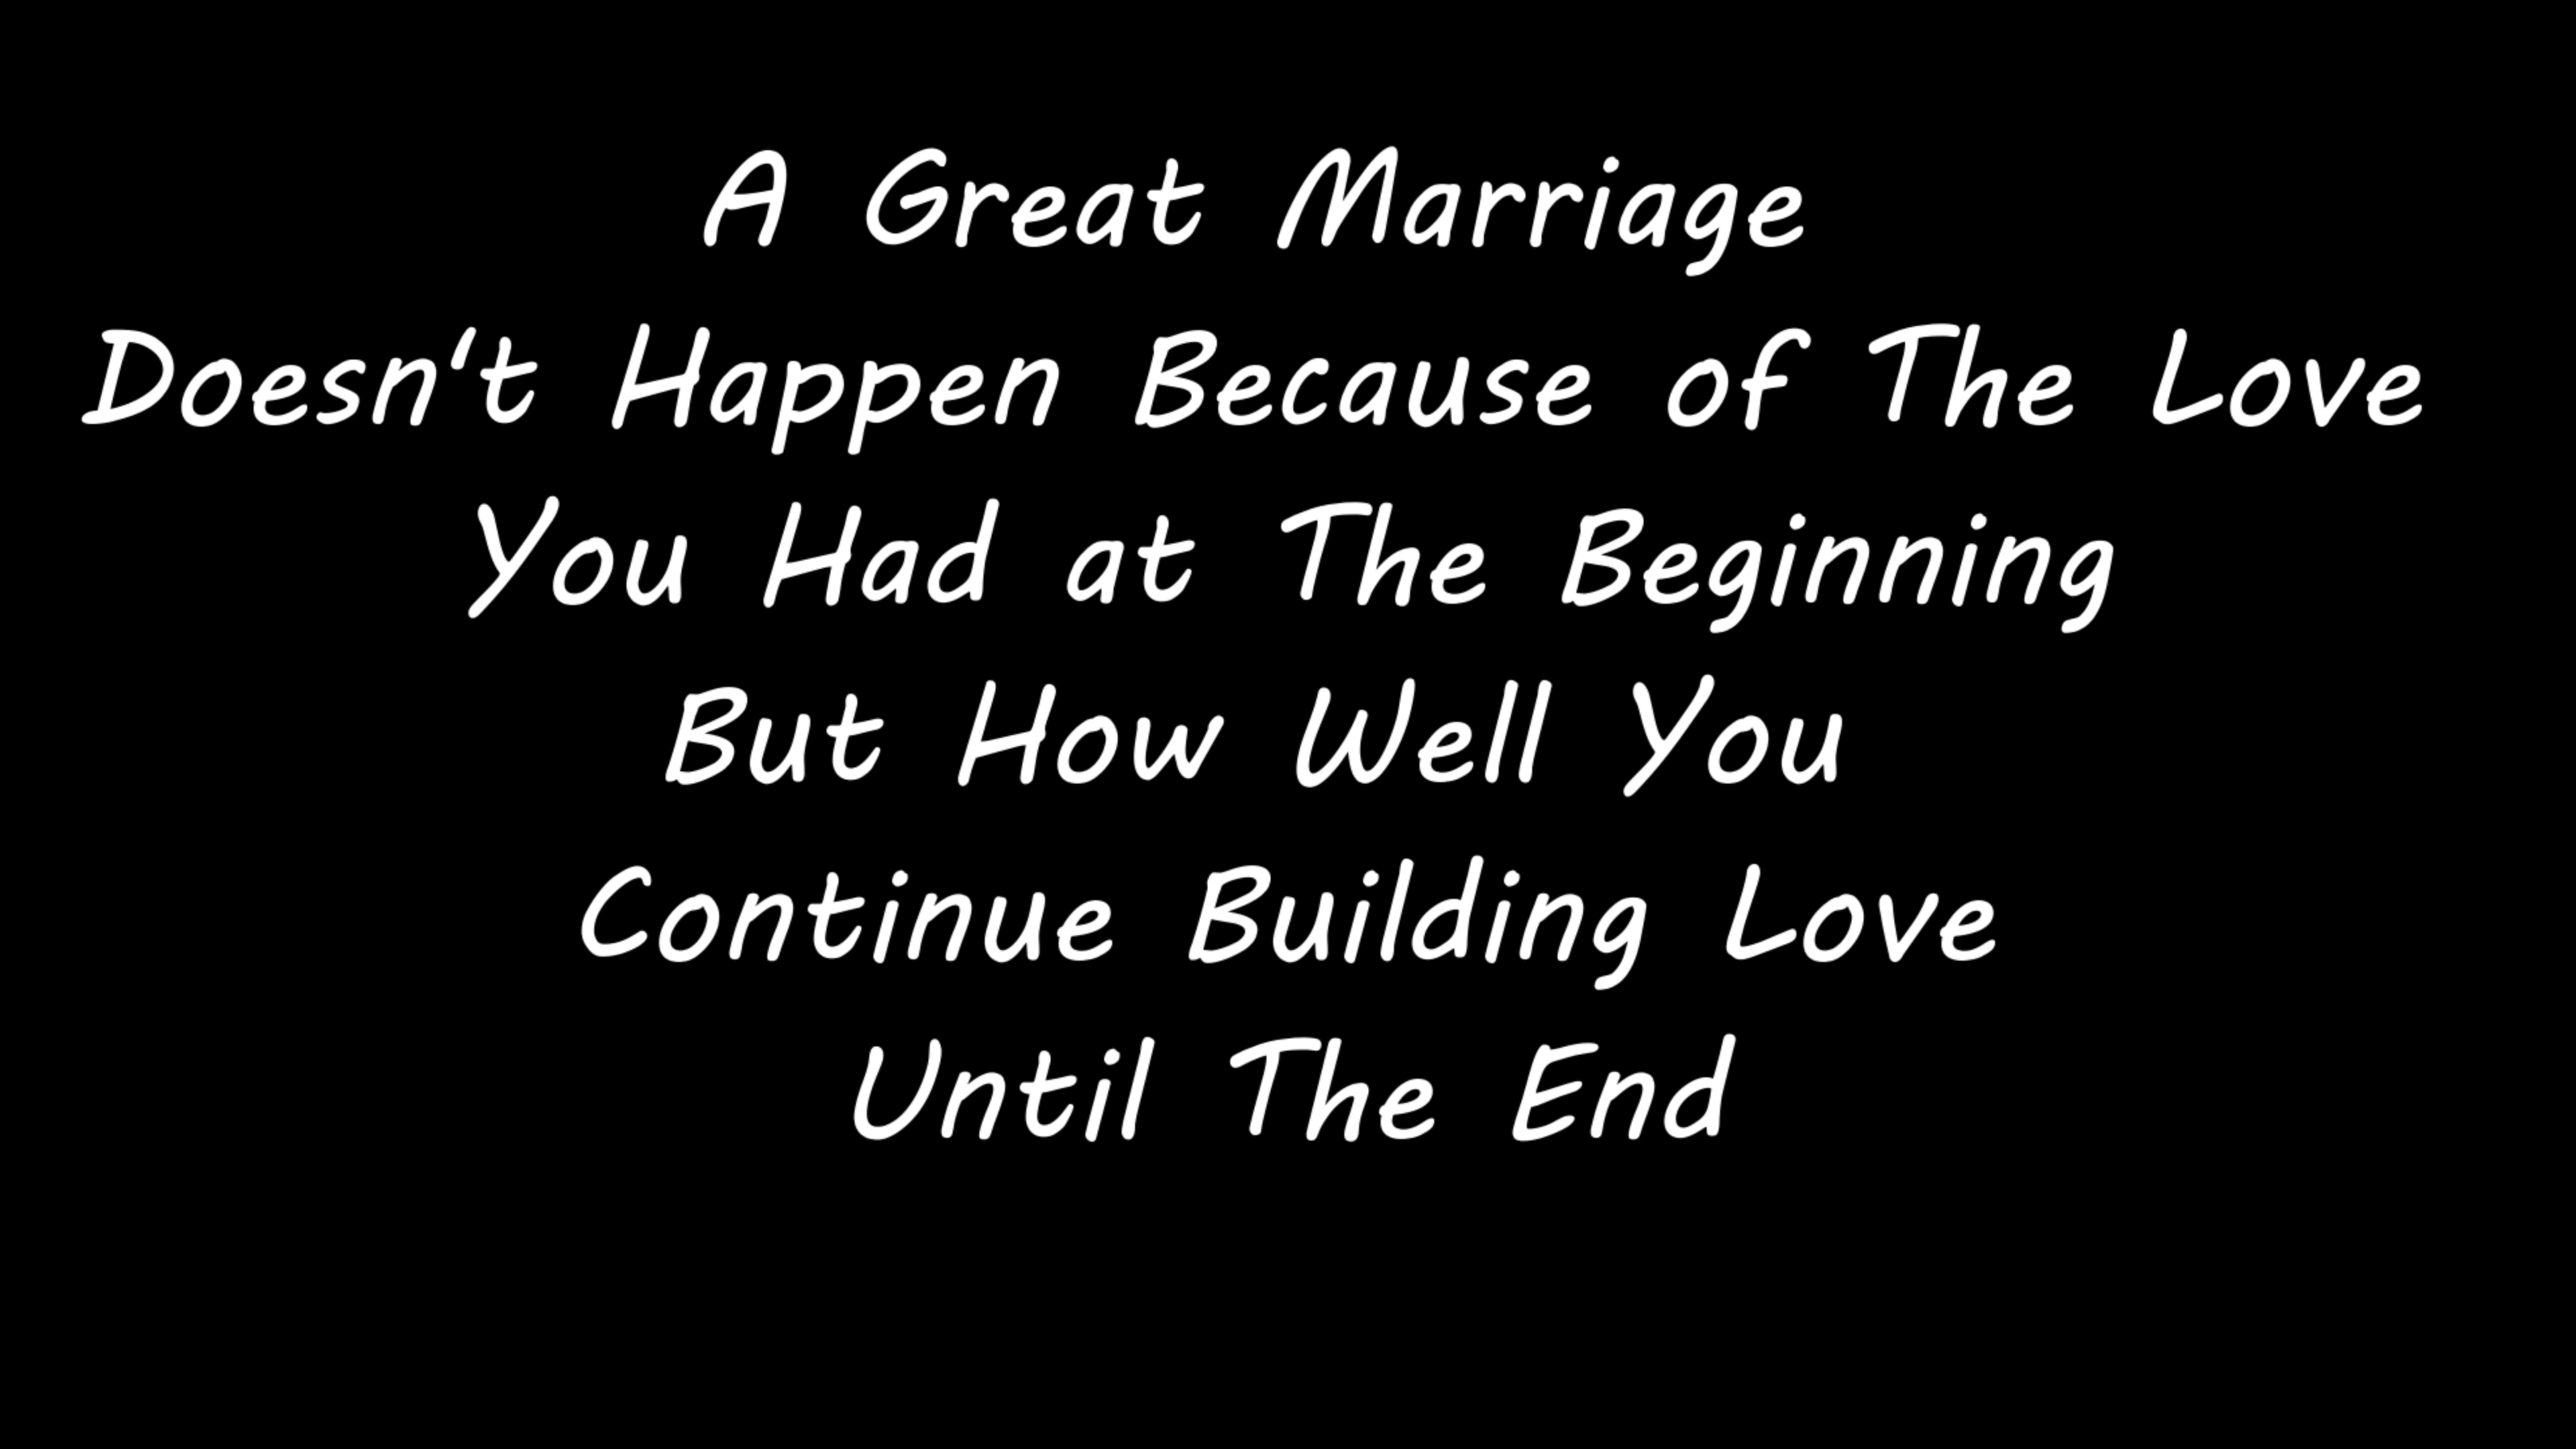 A Great Marriage
Doesn't Happen Because of The Love
You Had at The Beginning
But How Well You
Continue Building Love
Until The End